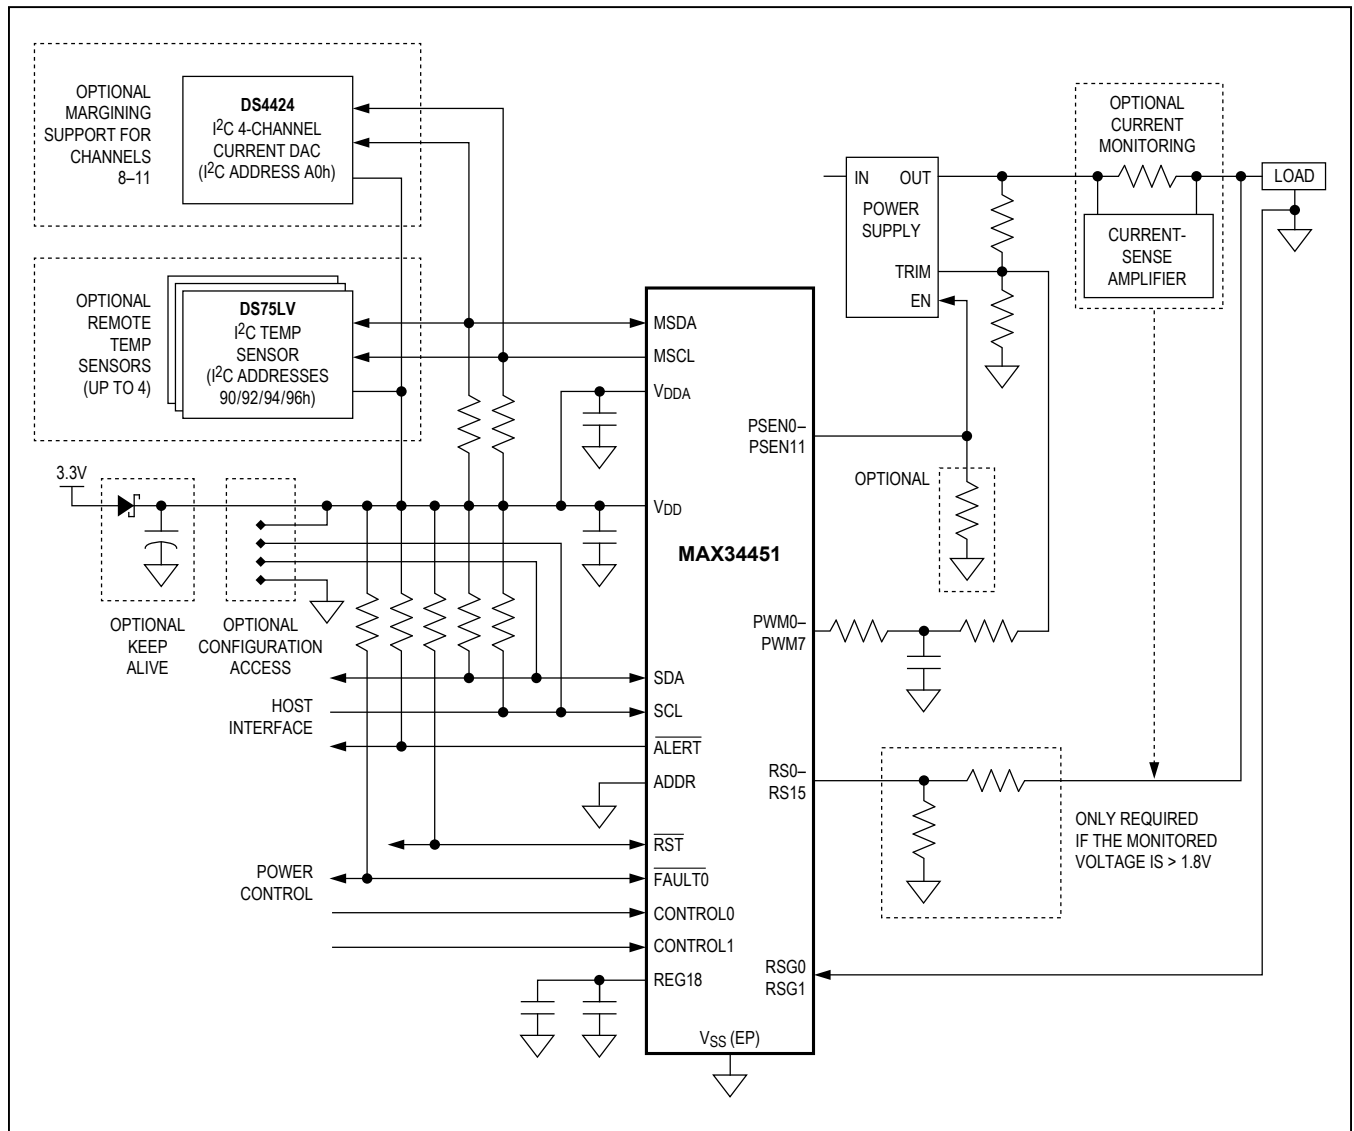 OPTIONAL
MARGINING
SUPPORT FOR
CHANNELS
8–11
DS4424
I2C 4-CHANNEL
CURRENT DAC
(I2C ADDRESS A0h)
OPTIONAL
REMOTE
TEMP
SENSORS
(UP TO 4)
DS75LV
I2C TEMP
SENSOR
(I2C ADDRESSES
90/92/94/96h)
3.3V
OPTIONAL
KEEP
ALIVE
OPTIONAL
CONFIGURATION
ACCESS
HOST
INTERFACE
POWER
CONTROL
MSDA
MSCL
VDDA
VDD
SDA
SCL
ALERT
ADDR
RST
FAULT0
CONTROL0
CONTROL1
REG18
MAX34451
VSS (EP)
PSEN0–
PSEN11
PWM0–
PWM7
RS0–
RS15
RSG0
RSG1
IN OUT
POWER
SUPPLY
TRIM
EN
OPTIONAL
OPTIONAL
CURRENT
MONITORING
CURRENT-
SENSE
AMPLIFIER
LOAD
ONLY REQUIRED
IF THE MONITORED
VOLTAGE IS > 1.8V